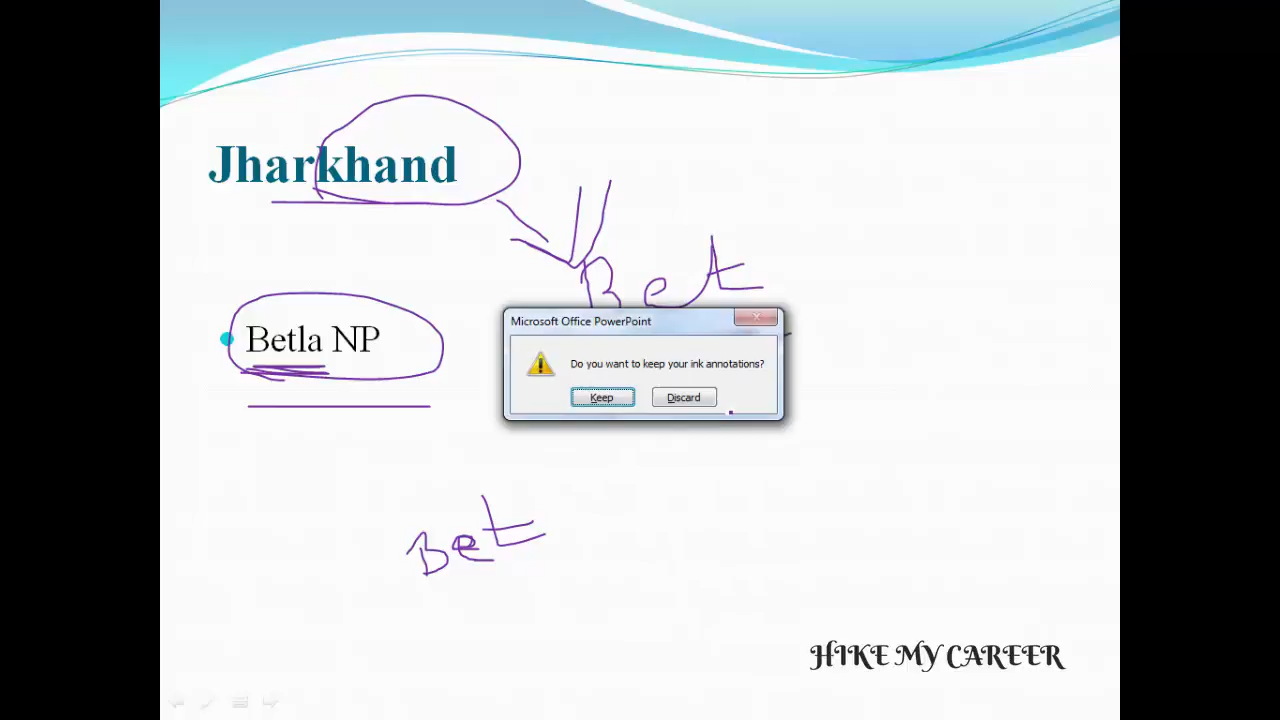 Jharkhand
Bet
Betla NP
Microsoft Office PowerPoint
Do you want to keep your ink annotations?
Keep Discard
Bet
HIKE MY CAREER